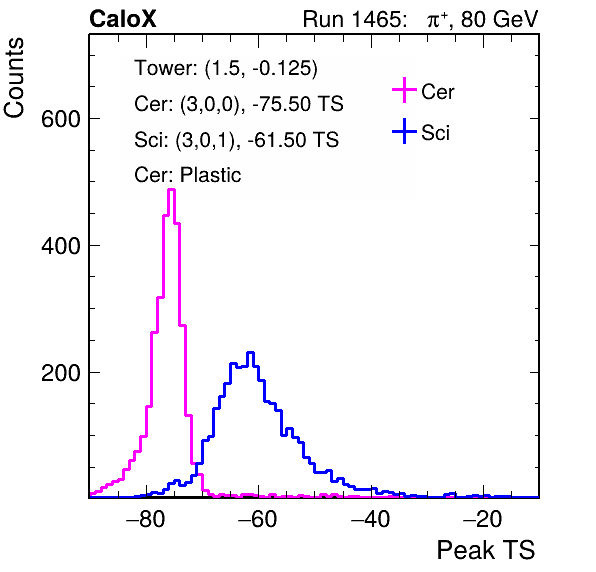 CaloX Run 1465: π⁺, 80 GeV
Counts
Tower: (1.5, -0.125)
Cer: (3,0,0), -75.50 TS
Sci: (3,0,1), -61.50 TS
Cer: Plastic
Cer
Sci
600
400
200
−80 −60 −40 −20
Peak TS